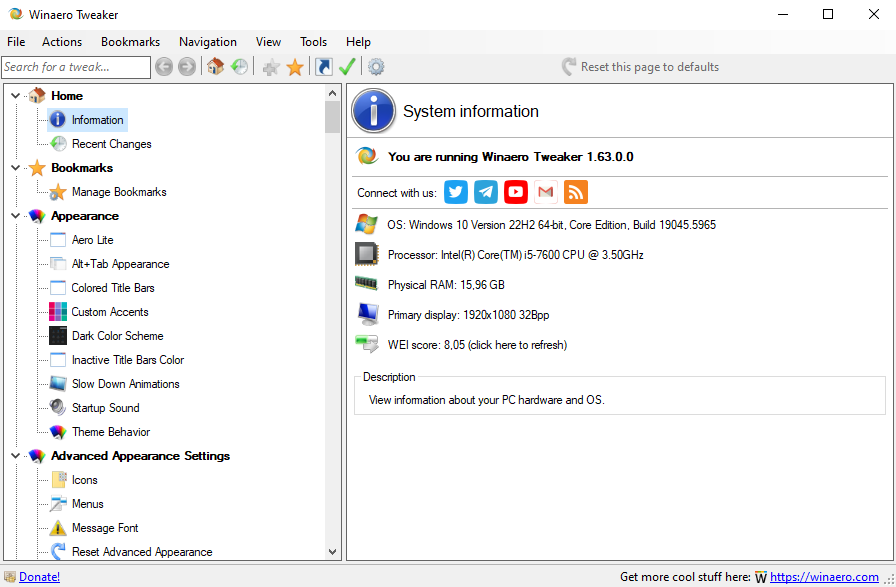 Winaero Tweaker
File Actions Bookmarks Navigation View Tools Help
Search for a tweak...
Reset this page to defaults
Home
Information
Recent Changes
Bookmarks
Manage Bookmarks
Appearance
Aero Lite
Alt+Tab Appearance
Colored Title Bars
Custom Accents
Dark Color Scheme
Inactive Title Bars Color
Slow Down Animations
Startup Sound
Theme Behavior
Advanced Appearance Settings
Icons
Menus
Message Font
Reset Advanced Appearance
System information
You are running Winaero Tweaker 1.63.0.0
Connect with us:
OS: Windows 10 Version 22H2 64-bit, Core Edition, Build 19045.5965
Processor: Intel(R) Core(TM) i5-7600 CPU @ 3.50GHz
Physical RAM: 15,96 GB
Primary display: 1920x1080 32Bpp
WEI score: 8,05 (click here to refresh)
Description
View information about your PC hardware and OS.
Donate!
Get more cool stuff here: W https://winaero.com